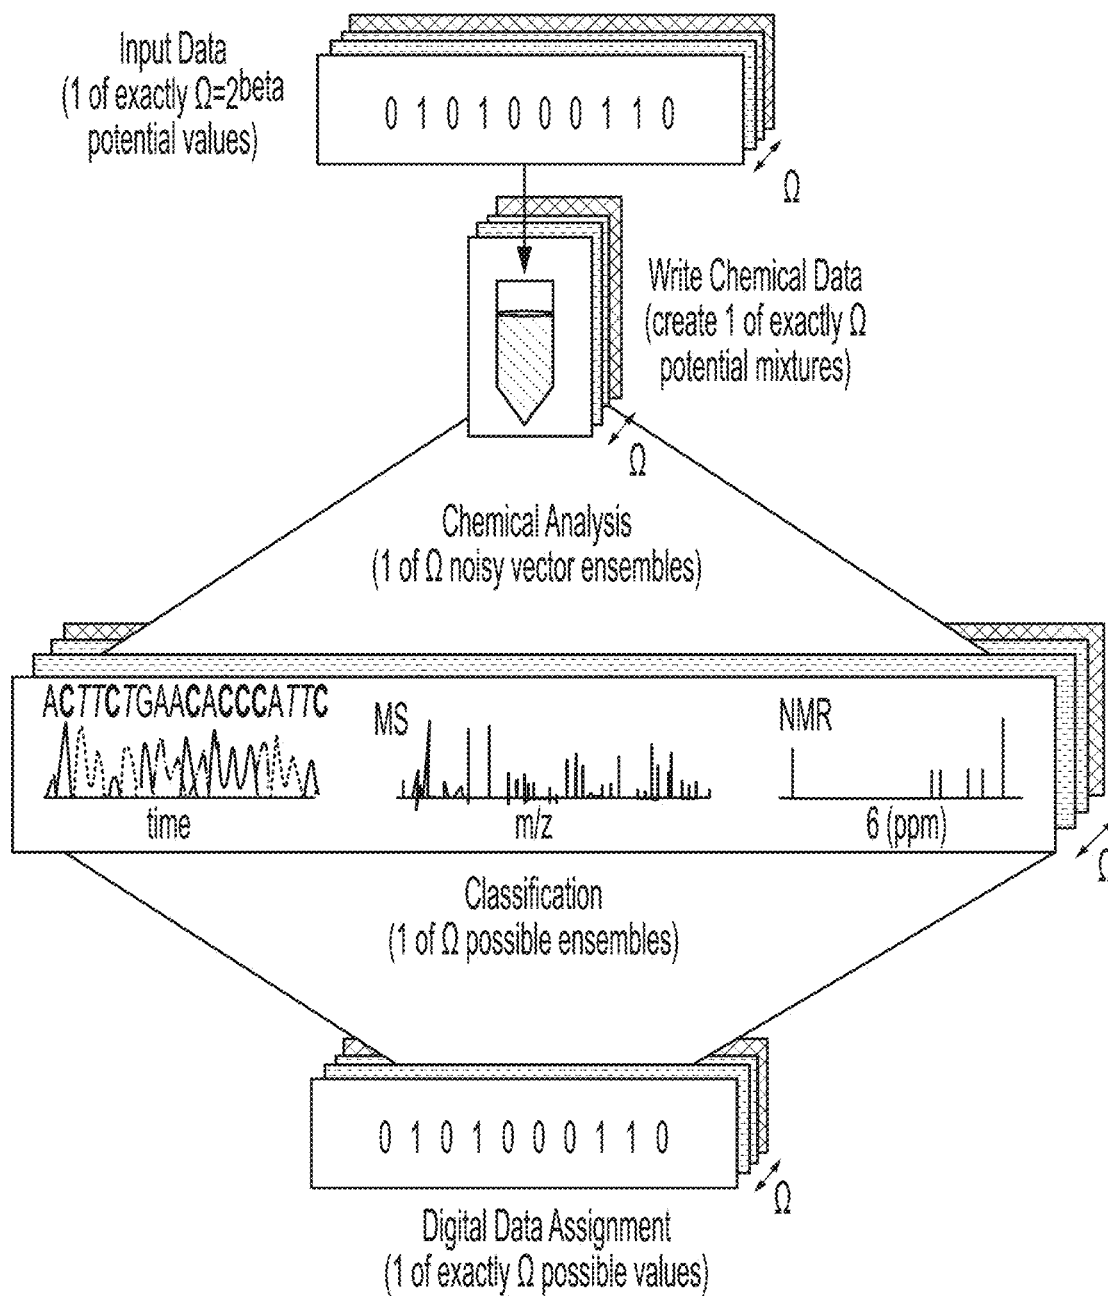 Input Data
(1 of exactly Ω=2^beta
potential values)
0 1 0 1 0 0 0 1 1 0
Ω
Write Chemical Data
(create 1 of exactly Ω
potential mixtures)
Ω
Chemical Analysis
(1 of Ω noisy vector ensembles)
ACTTCTGAACACCCATTC
time
MS
m/z
NMR
6 (ppm)
Ω
Classification
(1 of Ω possible ensembles)
0 1 0 1 0 0 0 1 1 0
Ω
Digital Data Assignment
(1 of exactly Ω possible values)